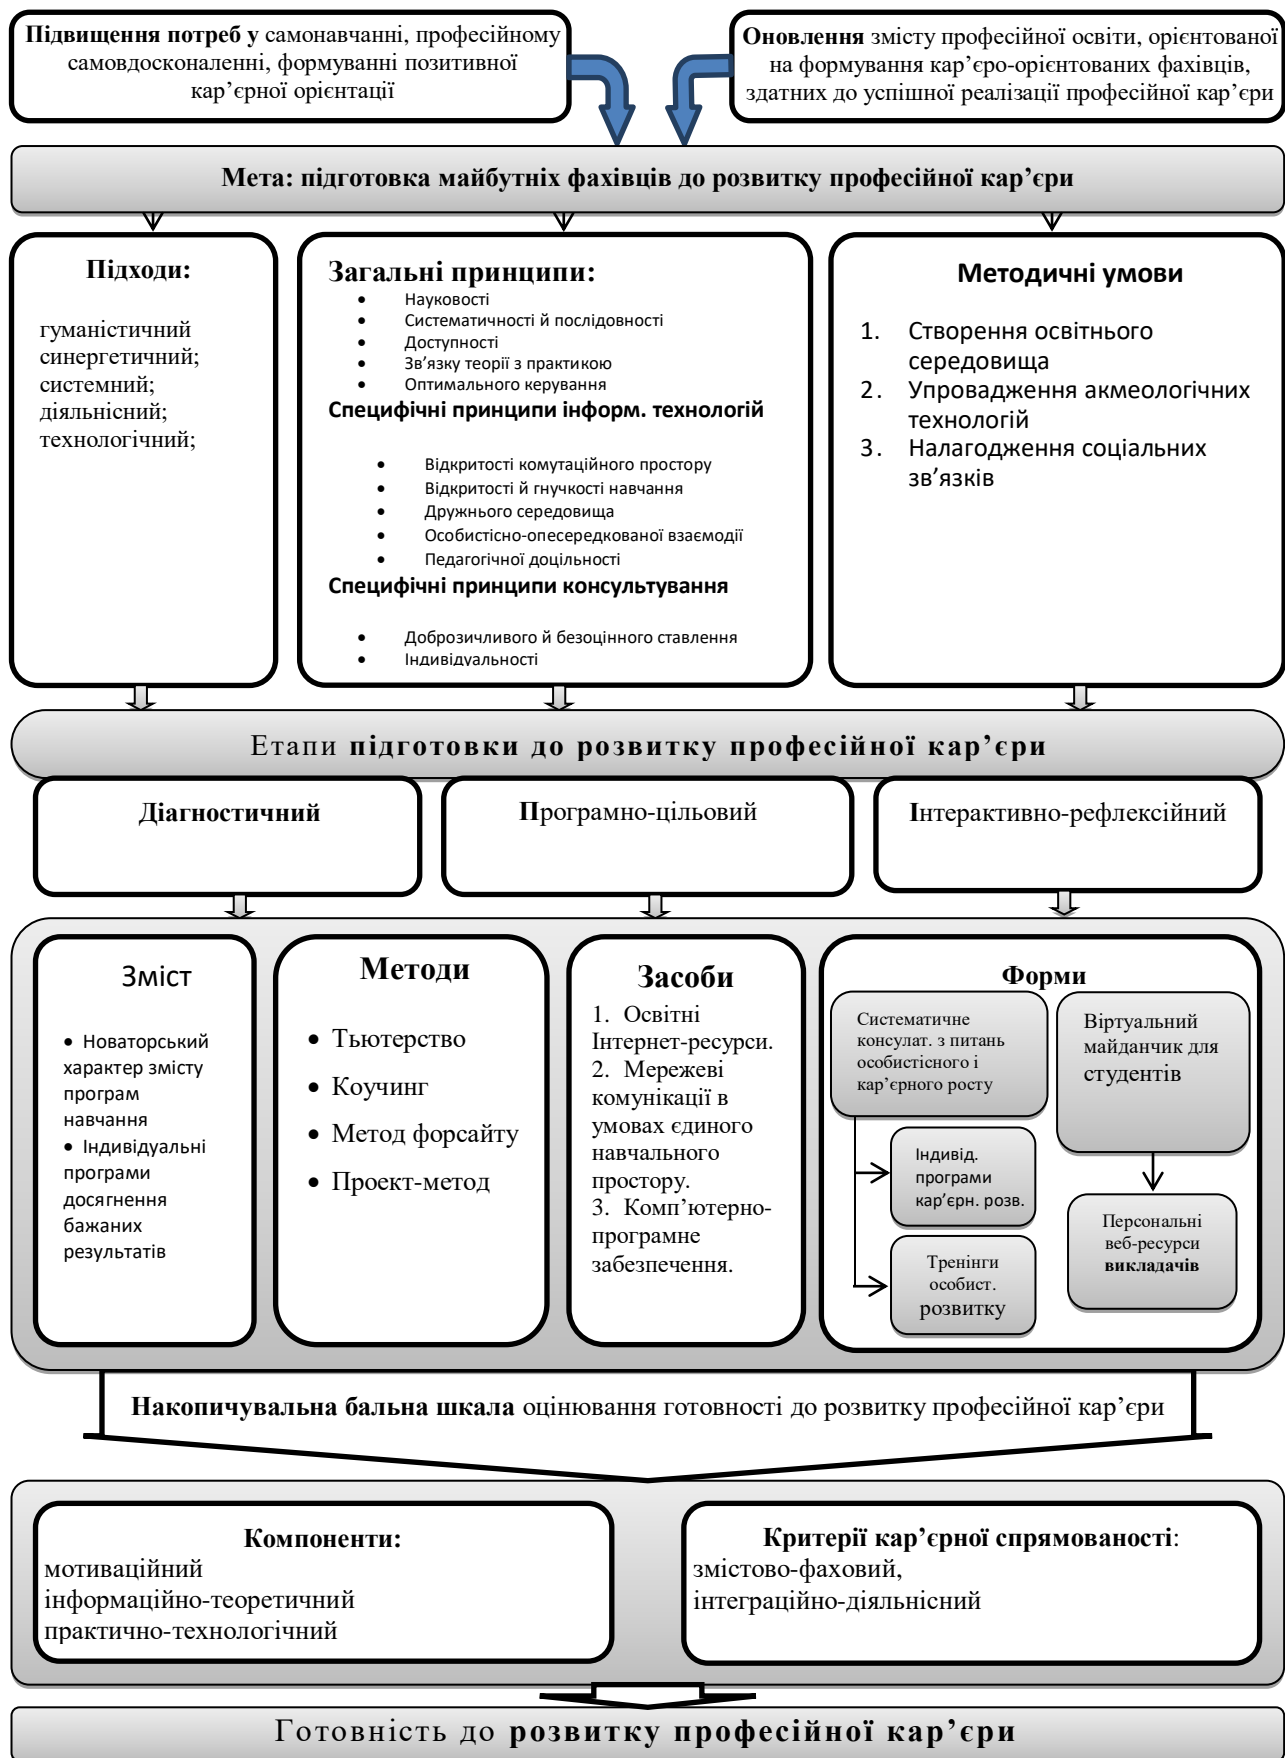 Підвищення потреб у самонавчанні, професійному
самовдосконаленні, формуванні позитивної
кар’єрної орієнтації
Оновлення змісту професійної освіти, орієнтованої
на формування кар’єро-орієнтованих фахівців,
здатних до успішної реалізації професійної кар’єри
Мета: підготовка майбутніх фахівців до розвитку професійної кар’єри
Підходи:
гуманістичний
синергетичний;
системний;
діяльнісний;
технологічний;
Загальні принципи:
• Науковості
• Систематичності й послідовності
• Доступності
• Зв’язку теорії з практикою
• Оптимального керування
Специфічні принципи інформ. технологій
• Відкритості комутаційного простору
• Відкритості й гнучкості навчання
• Дружнього середовища
• Особистісно-опесередкованої взаємодії
• Педагогічної доцільності
Специфічні принципи консультування
• Доброзичливого й безоцінного ставлення
• Індивідуальності
Методичні умови
1. Створення освітнього
середовища
2. Упровадження акмеологічних
технологій
3. Налагодження соціальних
зв’язків
Етапи підготовки до розвитку професійної кар’єри
Діагностичний
Програмно-цільовий
Інтерактивно-рефлексійний
Зміст
• Новаторський
характер змісту
програм
навчання
• Індивідуальні
програми
досягнення
бажаних
результатів
Методи
• Тьютерство
• Коучинг
• Метод форсайту
• Проект-метод
Засоби
1. Освітні
Інтернет-ресурси.
2. Мережеві
комунікації в
умовах єдиного
навчального
простору.
3. Комп’ютерно-
програмне
забезпечення.
Форми
Систематичне
консулат. з питань
особистісного і
кар’єрного росту
Індивід.
програми
кар’єрн. розв.
Тренінги
особист.
розвитку
Віртуальний
майданчик для
студентів
Персональні
веб-ресурси
викладачів
Накопичувальна бальна шкала оцінювання готовності до розвитку професійної кар’єри
Компоненти:
мотиваційний
інформаційно-теоретичний
практично-технологічний
Критерії кар’єрної спрямованості:
змістово-фаховий,
інтеграційно-діяльнісний
Готовність до розвитку професійної кар’єри